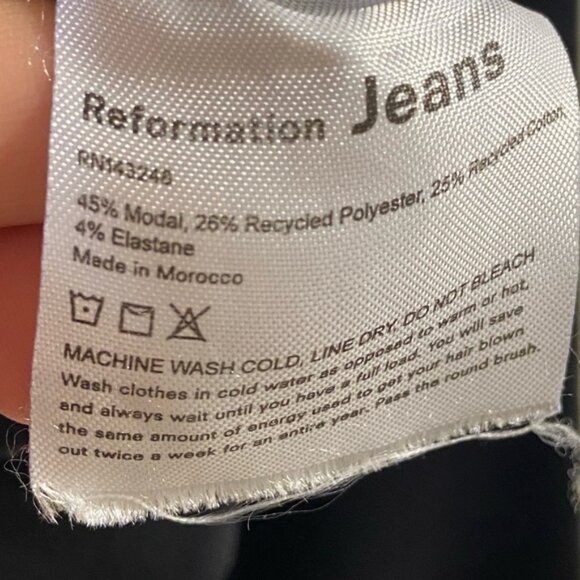 Reformation Jeans
RN143246
45% Modal, 26% Recycled Polyester, 25% Recycled Cotton,
4% Elastane
Made in Morocco
MACHINE WASH COLD, LINE DRY, DO NOT BLEACH
Wash clothes in cold water as opposed to warm or hot,
and always wait until you have a full load. You will save
the same amount of energy used to get your hair blown
out twice a week for an entire year. Pass the round brush.